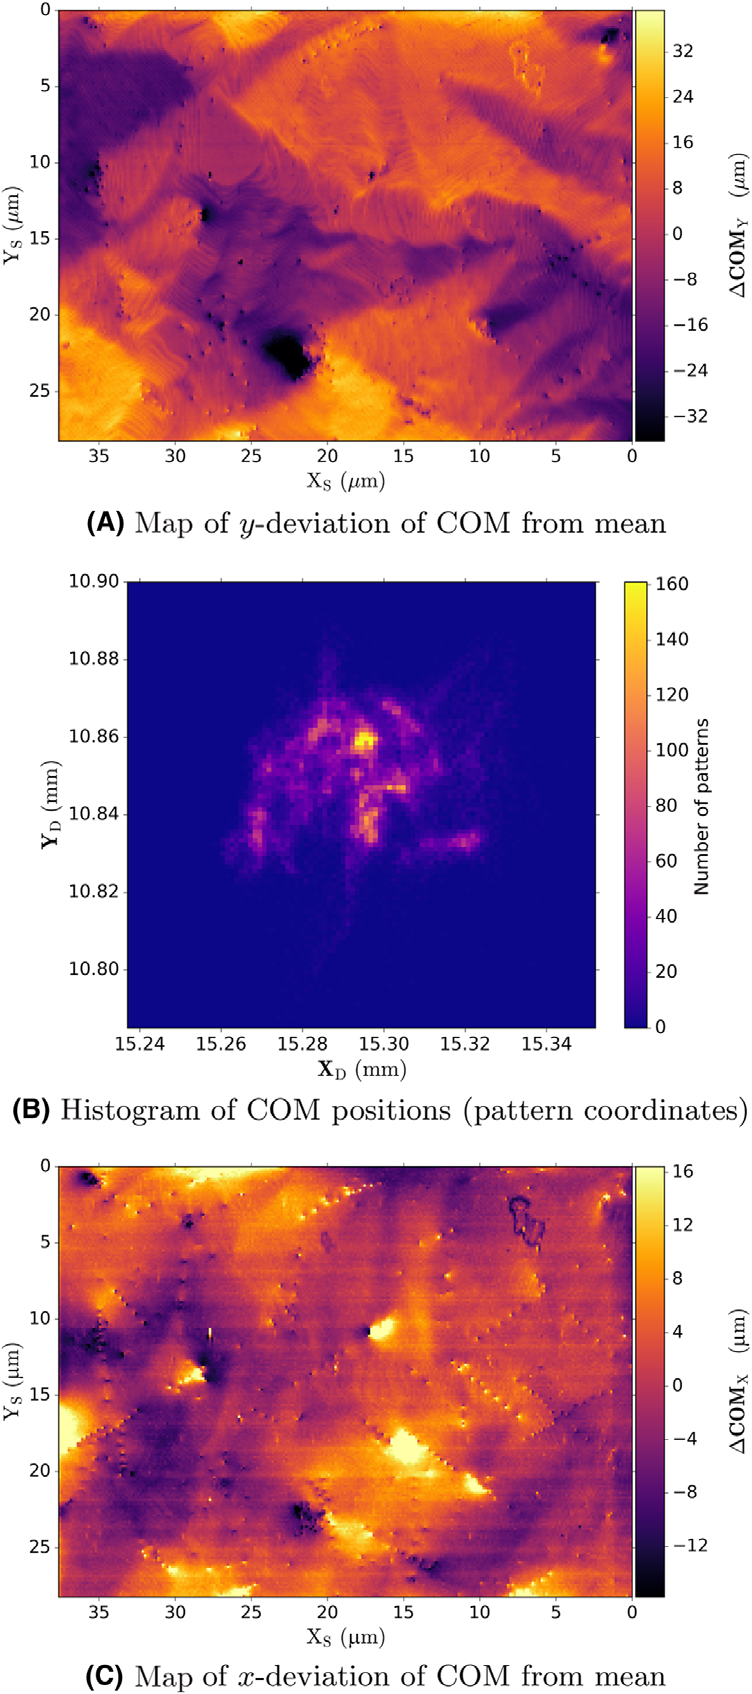 0
5
10
15
20
25
Y_S (μm)
35 30 25 20 15 10 5 0
X_S (μm)
32
24
16
8
0
−8
−16
−24
−32
ΔCOM_Y (μm)
(A) Map of y-deviation of COM from mean
10.90
10.88
10.86
10.84
10.82
10.80
Y_D (mm)
15.24 15.26 15.28 15.30 15.32 15.34
X_D (mm)
160
140
120
100
80
60
40
20
0
Number of patterns
(B) Histogram of COM positions (pattern coordinates)
0
5
10
15
20
25
Y_S (μm)
35 30 25 20 15 10 5 0
X_S (μm)
16
12
8
4
0
−4
−8
−12
ΔCOM_X (μm)
(C) Map of x-deviation of COM from mean